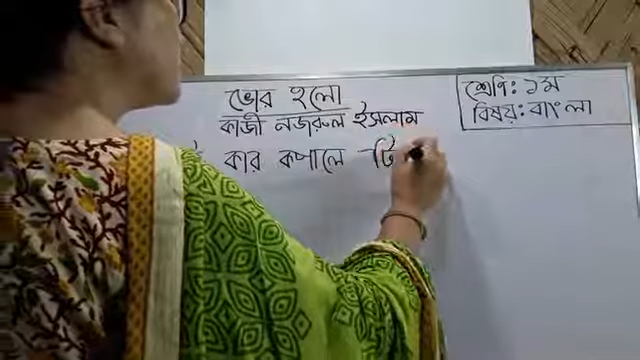 ভোর হলো
কাজী নজরুল ইসলাম
কার কপালে টি
শ্রেণি: ১ম
বিষয়: বাংলা